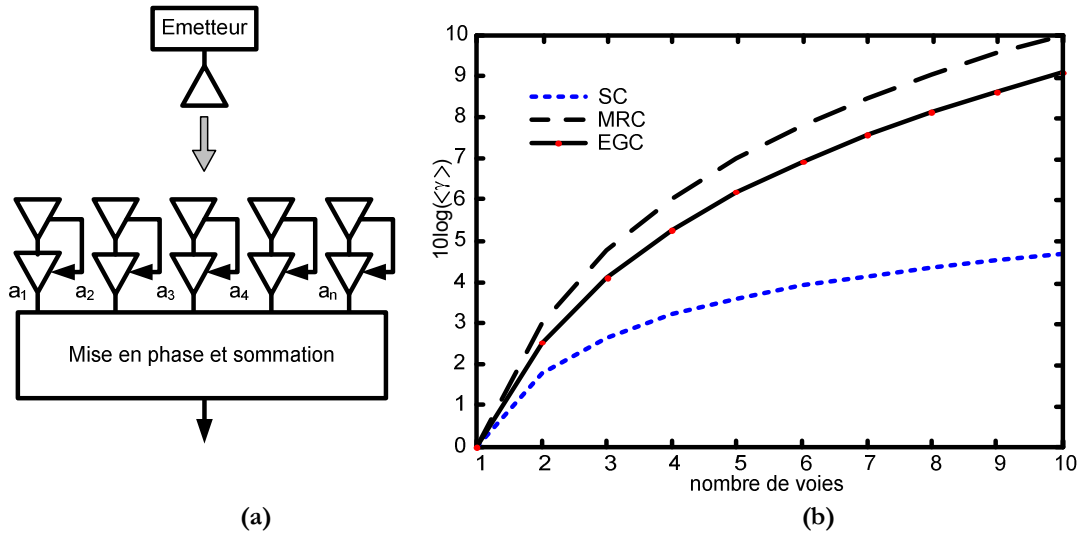 Emetteur
a1 a2 a3 a4 an
Mise en phase et sommation
(a)
10log(<γ>)
10
9
8
7
6
5
4
3
2
1
0
SC
MRC
EGC
1 2 3 4 5 6 7 8 9 10
nombre de voies
(b)